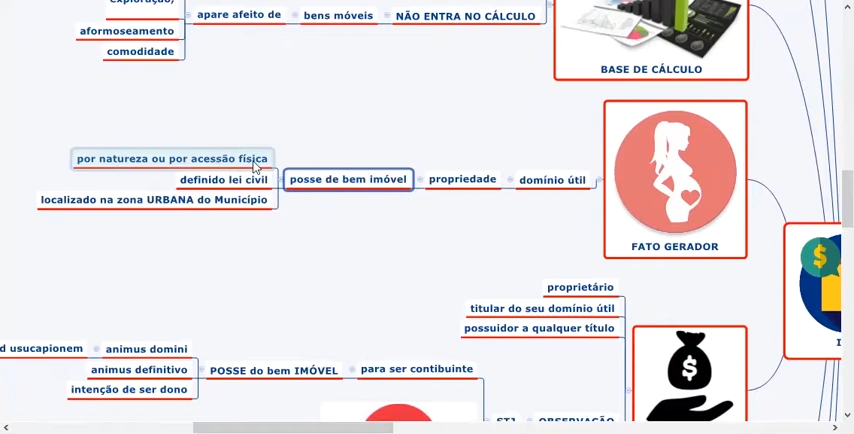 exploração)
aformoseamento
comodidade
apare afeito de
bens móveis
NÃO ENTRA NO CÁLCULO
BASE DE CÁLCULO
por natureza ou por acessão física
definido lei civil
localizado na zona URBANA do Município
posse de bem imóvel
propriedade
domínio útil
FATO GERADOR
proprietário
titular do seu domínio útil
possuidor a qualquer título
d usucapionem
animus domini
animus definitivo
intenção de ser dono
POSSE do bem IMÓVEL
para ser contibuinte
STJ
OBSERVAÇÃO
$
$
I